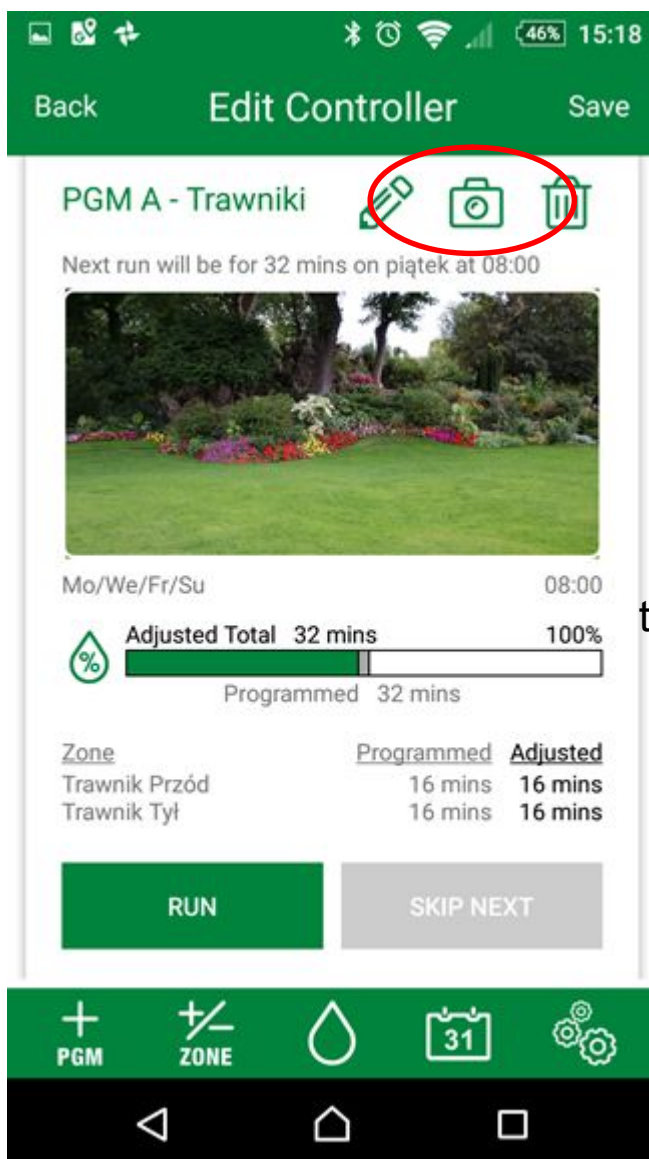 46% 15:18
Back Edit Controller Save
PGM A - Trawniki
Next run will be for 32 mins on piątek at 08:00
Mo/We/Fr/Su 08:00
t
Adjusted Total 32 mins 100%
%
Programmed 32 mins
Zone Programmed Adjusted
Trawnik Przód 16 mins 16 mins
Trawnik Tył 16 mins 16 mins
RUN SKIP NEXT
+ PGM +/- ZONE 31